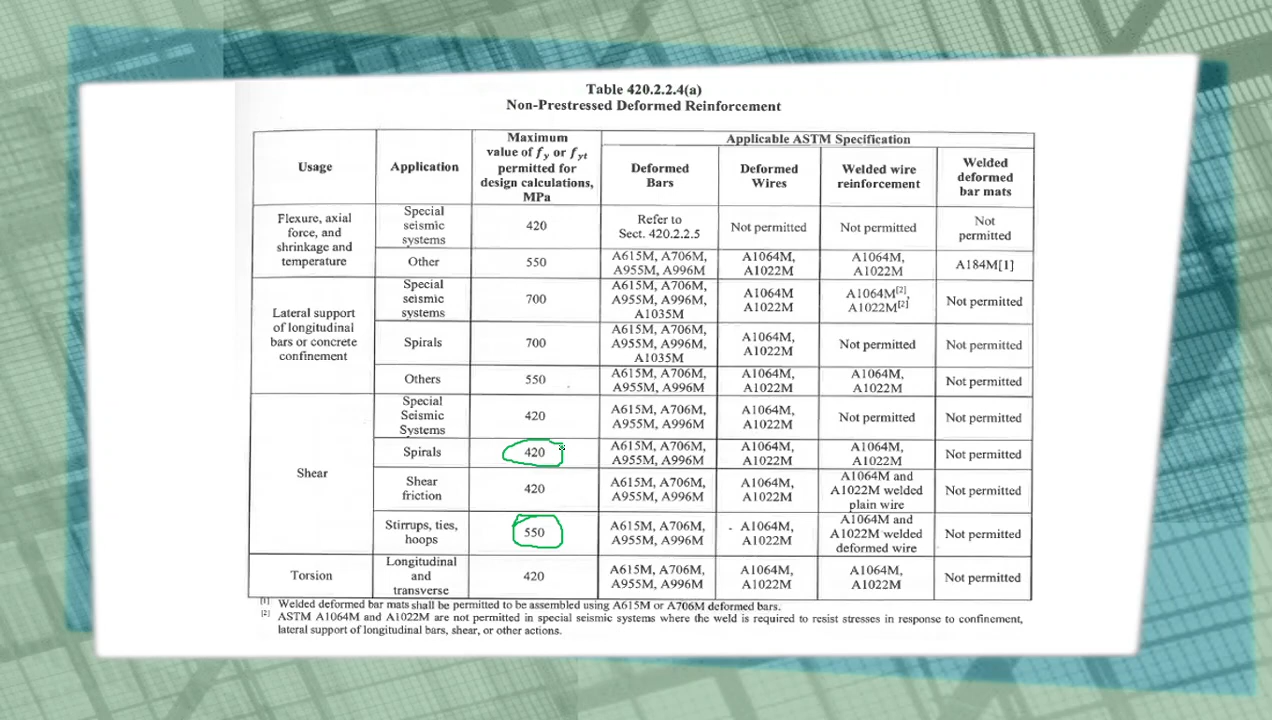 Table 420.2.2.4(a)
Non-Prestressed Deformed Reinforcement
Usage
Application
Maximum
value of fy or fyt
permitted for
design calculations,
MPa
Applicable ASTM Specification
Deformed
Bars
Deformed
Wires
Welded wire
reinforcement
Welded
deformed
bar mats
Flexure, axial
force, and
shrinkage and
temperature
Special
seismic
systems
420
Refer to
Sect. 420.2.2.5
Not permitted
Not permitted
Not
permitted
Other
550
A615M, A706M,
A955M, A996M
A1064M,
A1022M
A1064M,
A1022M
A184M[1]
Lateral support
of longitudinal
bars or concrete
confinement
Special
seismic
systems
700
A615M, A706M,
A955M, A996M,
A1035M
A1064M
A1022M
A1064M[2],
A1022M[2]
Not permitted
Spirals
700
A615M, A706M,
A955M, A996M,
A1035M
A1064M,
A1022M
Not permitted
Not permitted
Others
550
A615M, A706M,
A955M, A996M
A1064M,
A1022M
A1064M,
A1022M
Not permitted
Shear
Special
Seismic
Systems
420
A615M, A706M,
A955M, A996M
A1064M,
A1022M
Not permitted
Not permitted
Spirals
420
A615M, A706M,
A955M, A996M
A1064M,
A1022M
A1064M,
A1022M
Not permitted
Shear
friction
420
A615M, A706M,
A955M, A996M
A1064M,
A1022M
A1064M and
A1022M welded
plain wire
Not permitted
Stirrups, ties,
hoops
550
A615M, A706M,
A955M, A996M
A1064M,
A1022M
A1064M and
A1022M welded
deformed wire
Not permitted
Torsion
Longitudinal
and
transverse
420
A615M, A706M,
A955M, A996M
A1064M,
A1022M
A1064M,
A1022M
Not permitted
[1] Welded deformed bar mats shall be permitted to be assembled using A615M or A706M deformed bars.
[2] ASTM A1064M and A1022M are not permitted in special seismic systems where the weld is required to resist stresses in response to confinement,
lateral support of longitudinal bars, shear, or other actions.